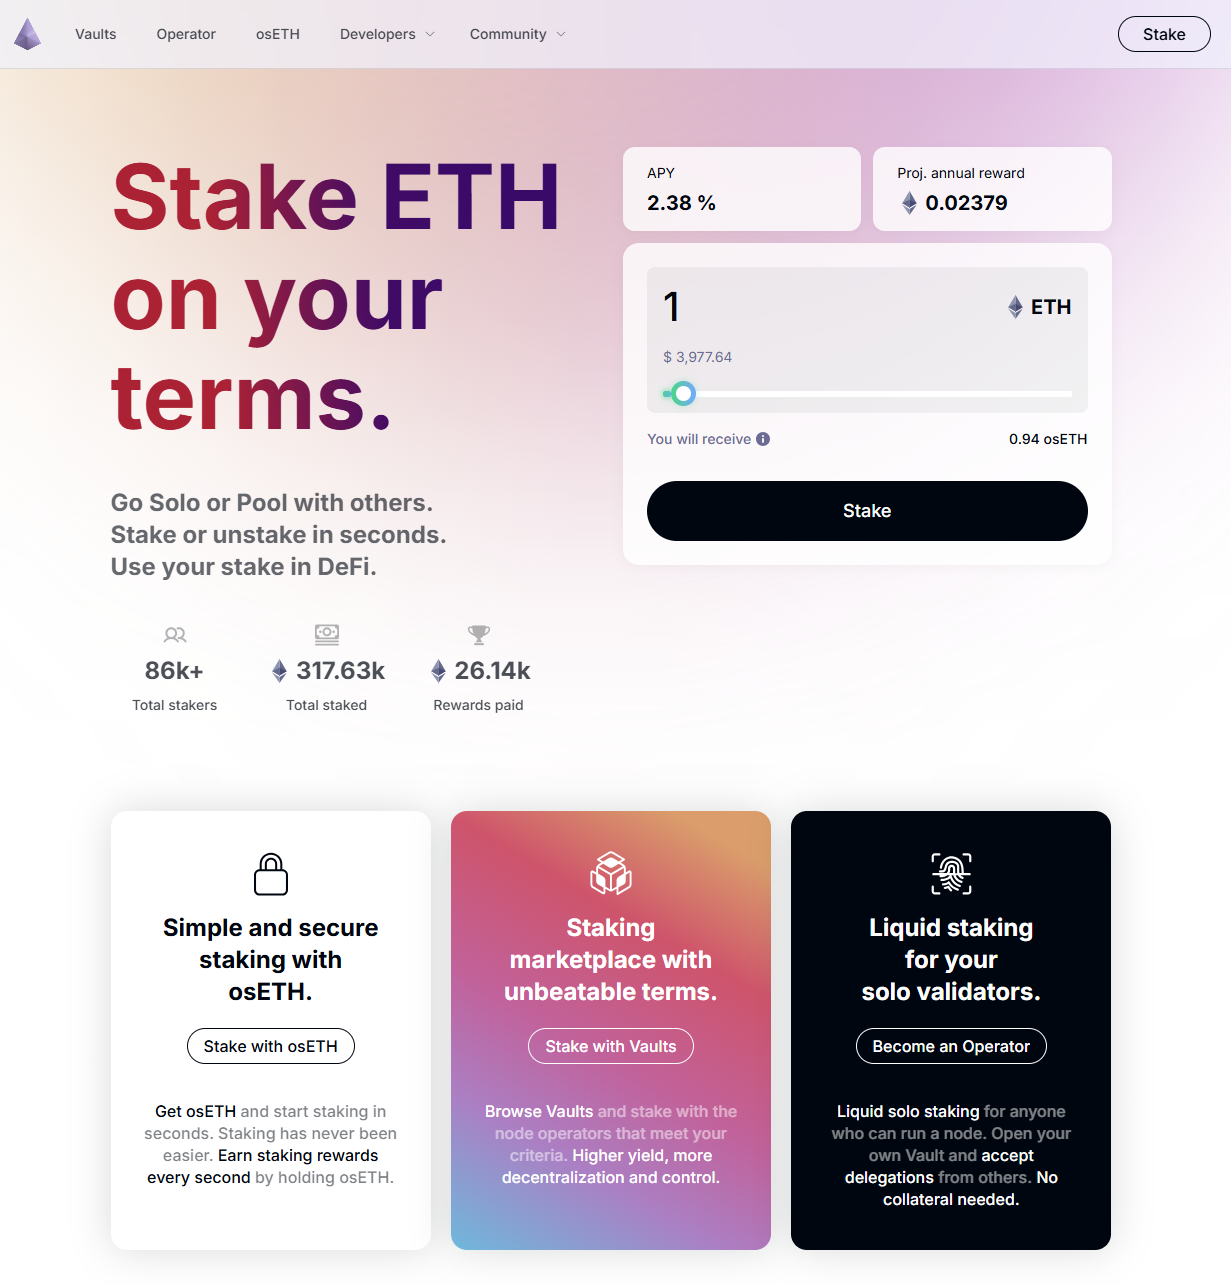 Vaults
Operator
osETH
Developers
Community
Stake
Stake ETH
on your
terms.
Go Solo or Pool with others.
Stake or unstake in seconds.
Use your stake in DeFi.
86k+
Total stakers
317.63k
Total staked
26.14k
Rewards paid
APY
2.38 %
Proj. annual reward
0.02379
1
ETH
$ 3,977.64
You will receive
0.94 osETH
Stake
Simple and secure
staking with
osETH.
Stake with osETH
Get osETH and start staking in
seconds. Staking has never been
easier. Earn staking rewards
every second by holding osETH.
Staking
marketplace with
unbeatable terms.
Stake with Vaults
Browse Vaults and stake with the
node operators that meet your
criteria. Higher yield, more
decentralization and control.
Liquid staking
for your
solo validators.
Become an Operator
Liquid solo staking for anyone
who can run a node. Open your
own Vault and accept
delegations from others. No
collateral needed.